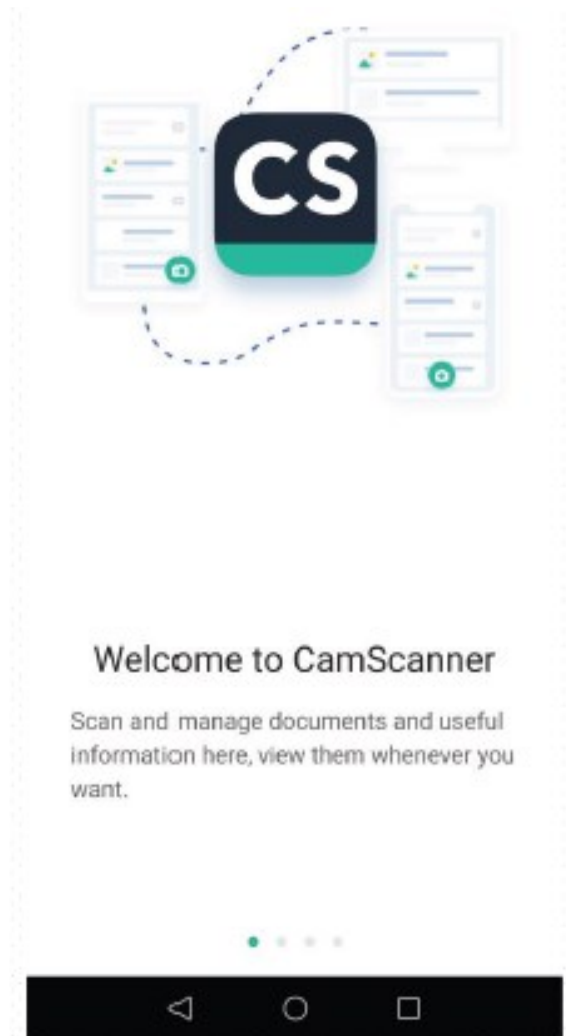 CS
Welcome to CamScanner
Scan and manage documents and useful
information here, view them whenever you
want.